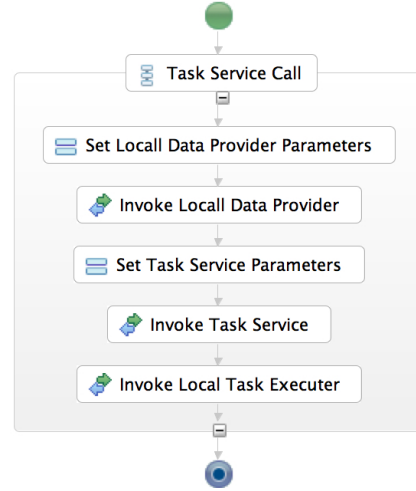 Task Service Call
Set Locall Data Provider Parameters
Invoke Locall Data Provider
Set Task Service Parameters
Invoke Task Service
Invoke Local Task Executer